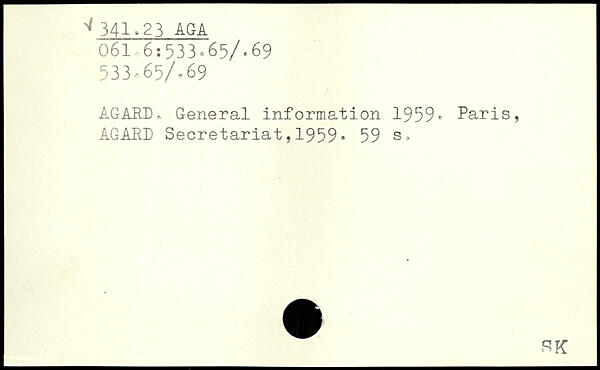 √ 341.23 AGA
061.6:533.65/.69
533.65/.69
AGARD. General information 1959. Paris,
AGARD Secretariat,1959. 59 s.
SK